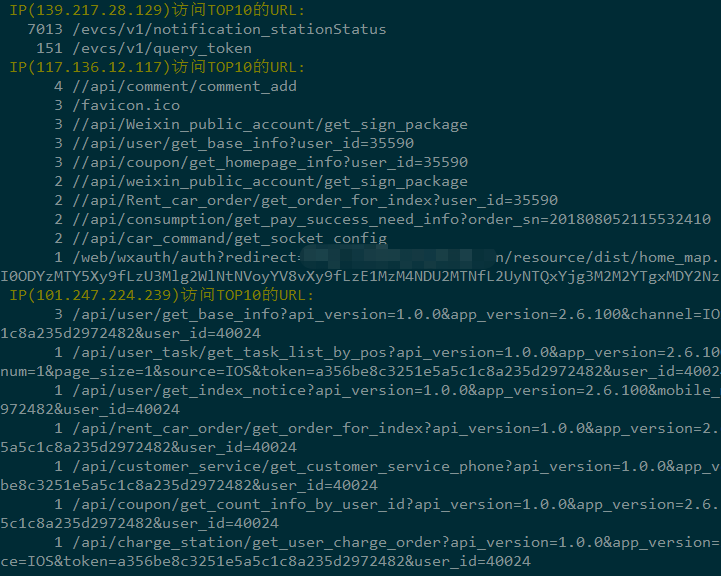 IP(139.217.28.129)访问TOP10的URL:
7013 /evcs/v1/notification_stationStatus
151 /evcs/v1/query_token
IP(117.136.12.117)访问TOP10的URL:
4 //api/comment/comment_add
3 /favicon.ico
3 //api/Weixin_public_account/get_sign_package
3 //api/user/get_base_info?user_id=35590
3 //api/coupon/get_homepage_info?user_id=35590
2 //api/weixin_public_account/get_sign_package
2 //api/Rent_car_order/get_order_for_index?user_id=35590
2 //api/consumption/get_pay_success_need_info?order_sn=201808052115532410
2 //api/car_command/get_socket_config
1 /web/wxauth/auth?redirect= n/resource/dist/home_map.
I0ODYzMTY5Xy9fLzU3Mlg2WlNtNVoyYV8vXy9fLzE1MzM4NDU2MTNfL2UyNTQxYjg3M2M2YTgxMDY2Nz
IP(101.247.224.239)访问TOP10的URL:
3 /api/user/get_base_info?api_version=1.0.0&app_version=2.6.100&channel=IO
1c8a235d2972482&user_id=40024
1 /api/user_task/get_task_list_by_pos?api_version=1.0.0&app_version=2.6.10
num=1&page_size=1&source=IOS&token=a356be8c3251e5a5c1c8a235d2972482&user_id=4002
1 /api/user/get_index_notice?api_version=1.0.0&app_version=2.6.100&mobile_
972482&user_id=40024
1 /api/rent_car_order/get_order_for_index?api_version=1.0.0&app_version=2.
5a5c1c8a235d2972482&user_id=40024
1 /api/customer_service/get_customer_service_phone?api_version=1.0.0&app_v
be8c3251e5a5c1c8a235d2972482&user_id=40024
1 /api/coupon/get_count_info_by_user_id?api_version=1.0.0&app_version=2.6.
5c1c8a235d2972482&user_id=40024
1 /api/charge_station/get_user_charge_order?api_version=1.0.0&app_version=
ce=IOS&token=a356be8c3251e5a5c1c8a235d2972482&user_id=40024